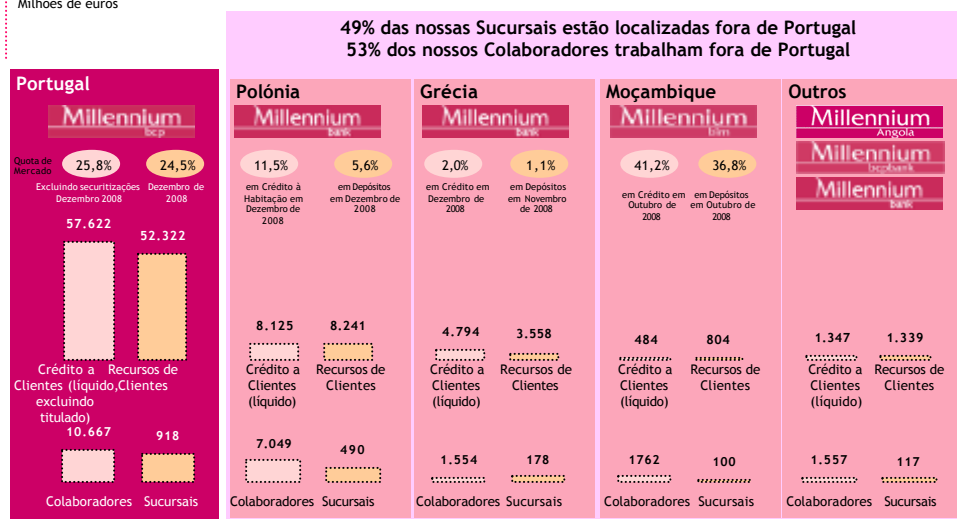 Milhões de euros
49% das nossas Sucursais estão localizadas fora de Portugal
53% dos nossos Colaboradores trabalham fora de Portugal
Portugal
Millennium
bcp
Quota de
Mercado
25,8%
24,5%
Excluindo securitizações
Dezembro 2008
Dezembro de
2008
57.622
52.322
Crédito a
Clientes (líquido,
excluindo
titulado)
Recursos de
Clientes
10.667
918
Colaboradores
Sucursais
Polónia
Millennium
bank
11,5%
5,6%
em Crédito à
Habitação em
Dezembro de
2008
em Depósitos
em Dezembro de
2008
8.125
8.241
Crédito a
Clientes
(líquido)
Recursos de
Clientes
7.049
490
Colaboradores
Sucursais
Grécia
Millennium
bank
2,0%
1,1%
em Crédito em
Dezembro de
2008
em Depósitos
em Novembro
de 2008
4.794
3.558
Crédito a
Clientes
(líquido)
Recursos de
Clientes
1.554
178
Colaboradores
Sucursais
Moçambique
Millennium
bim
41,2%
36,8%
em Crédito em
Outubro de
2008
em Depósitos
em Outubro de
2008
484
804
Crédito a
Clientes
(líquido)
Recursos de
Clientes
1762
100
Colaboradores
Sucursais
Outros
Millennium
Angola
Millennium
bcpbank
Millennium
bank
1.347
1.339
Crédito a
Clientes
(líquido)
Recursos de
Clientes
1.557
117
Colaboradores
Sucursais